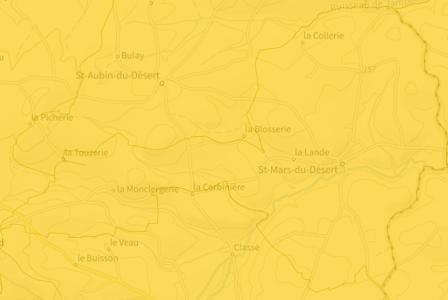 la Collerie
Bulay
St-Aubin-du-Désert
la Picherie
la Blosserie
la Touzerie
la Lande
St-Mars-du-Désert
la Monclergerie
la Corbinière
le Veau
Classé
le Buisson